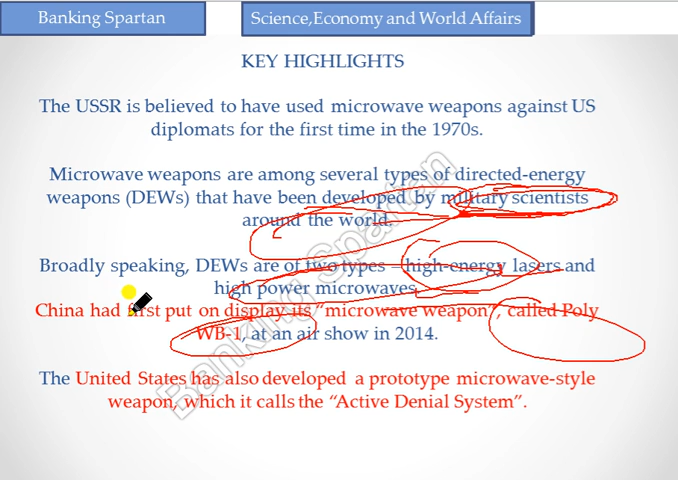 Banking Spartan
Science,Economy and World Affairs
KEY HIGHLIGHTS
The USSR is believed to have used microwave weapons against US
diplomats for the first time in the 1970s.
Microwave weapons are among several types of directed-energy
weapons (DEWs) that have been developed by military scientists
around the world.
Broadly speaking, DEWs are of two types – high-energy lasers and
high power microwaves.
China had first put on display its “microwave weapon”, called Poly
WB-1, at an air show in 2014.
The United States has also developed a prototype microwave-style
weapon, which it calls the “Active Denial System”.
Banking Spartan